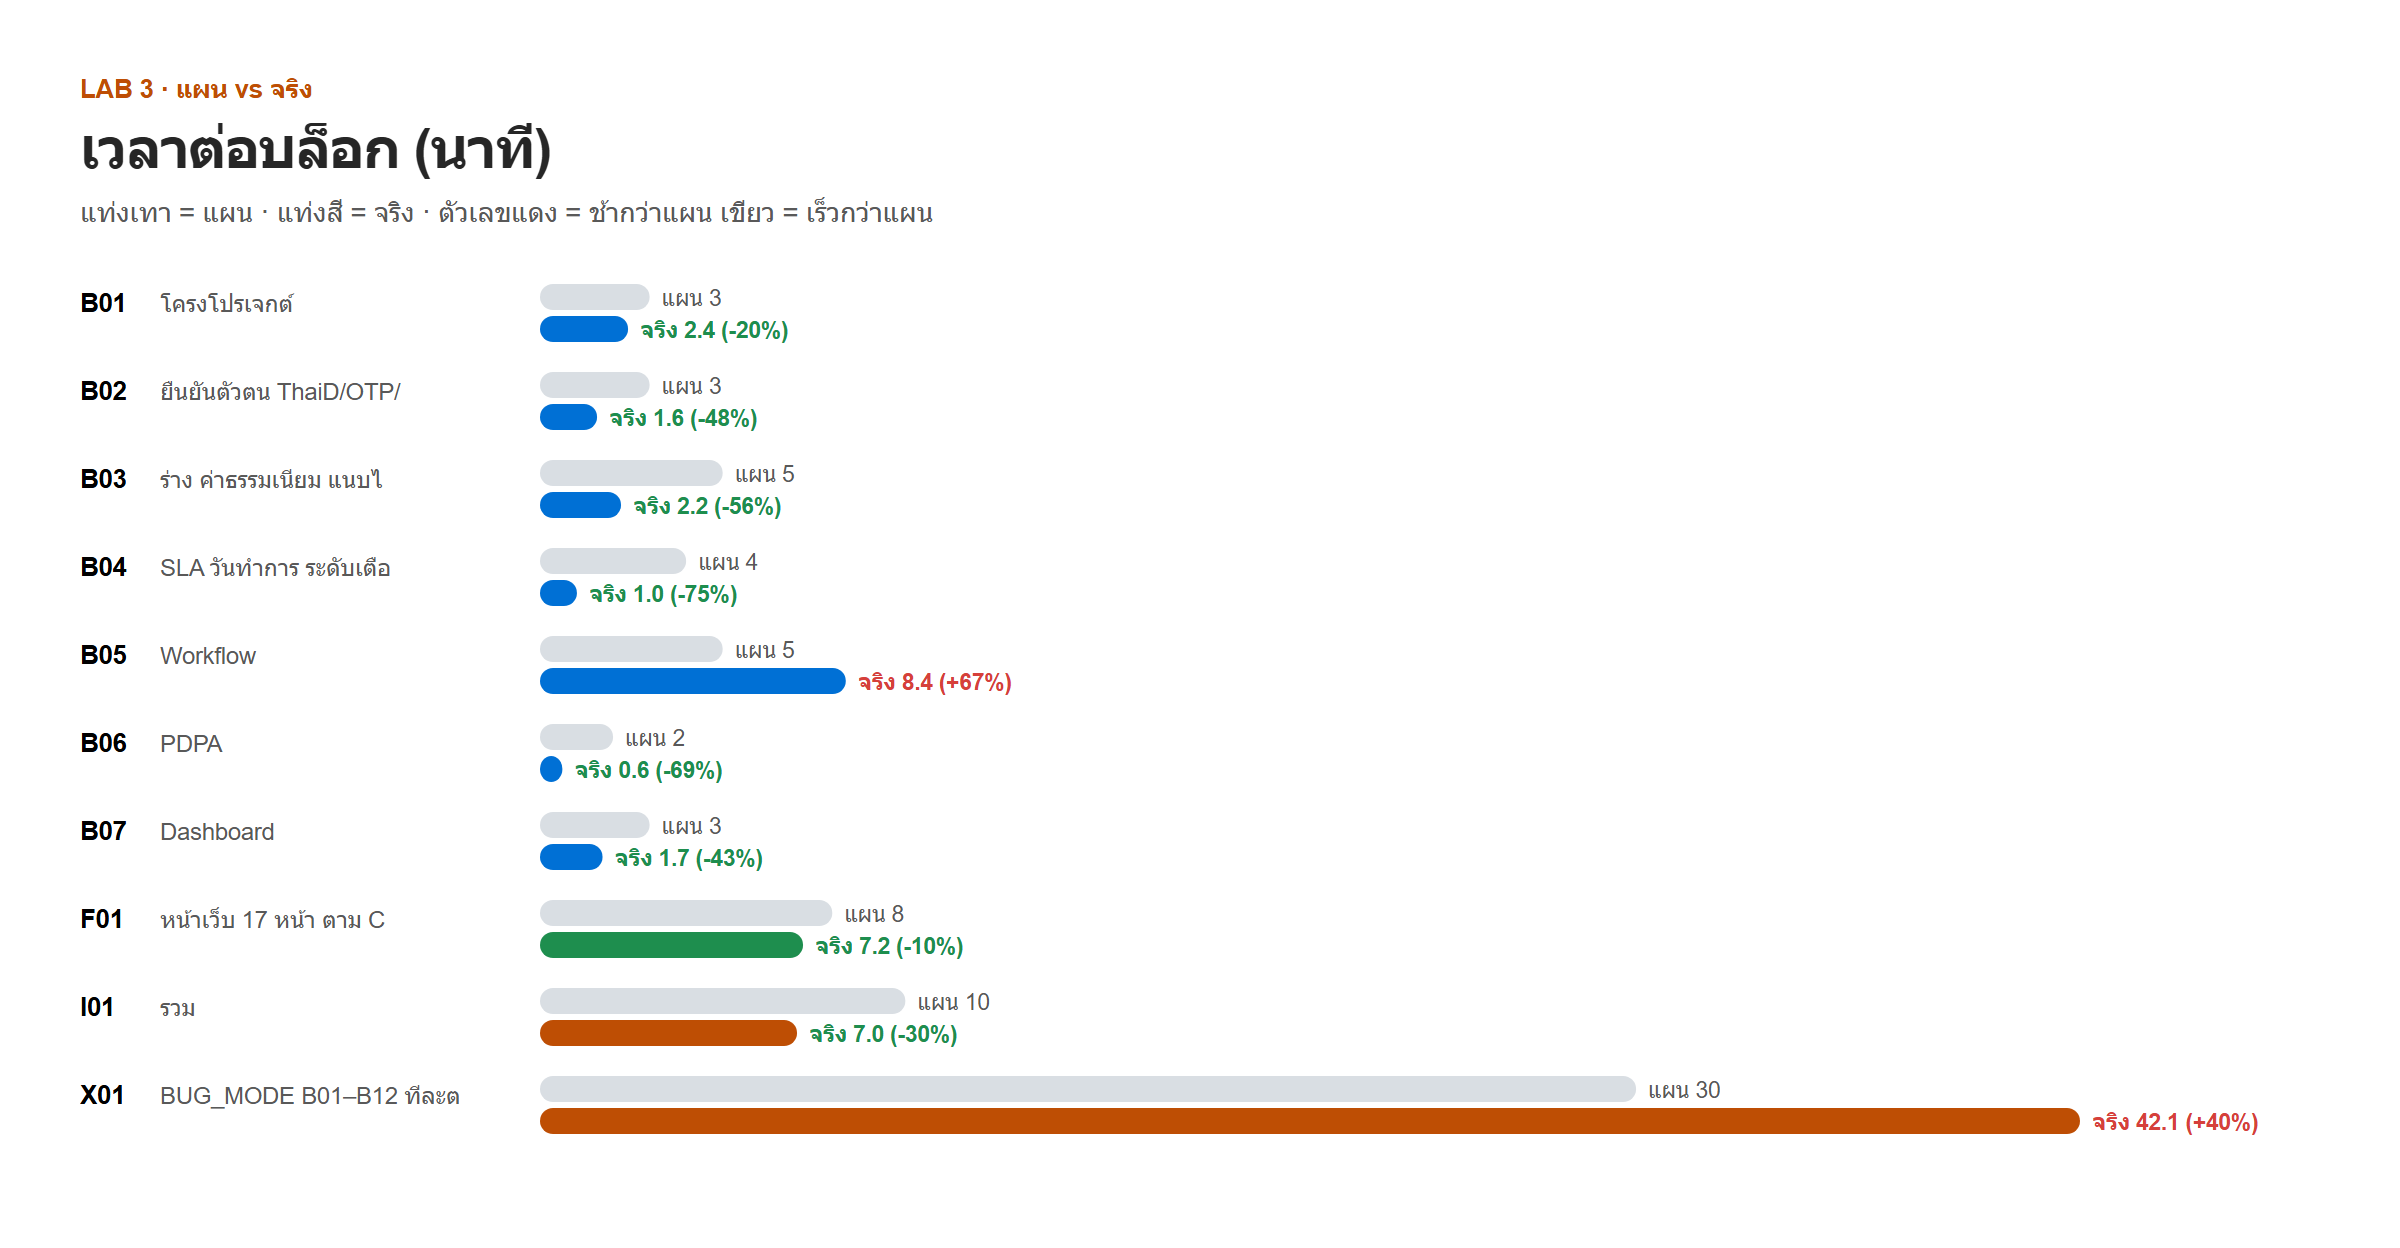 LAB 3 · แผน vs จริง
เวลาต่อบล็อก (นาที)
แท่งเทา = แผน · แท่งสี = จริง · ตัวเลขแดง = ช้ากว่าแผน เขียว = เร็วกว่าแผน
B01 โครงโปรเจกต์ แผน 3
จริง 2.4 (-20%)
B02 ยืนยันตัวตน ThaiD/OTP/ แผน 3
จริง 1.6 (-48%)
B03 ร่าง ค่าธรรมเนียม แนบไ แผน 5
จริง 2.2 (-56%)
B04 SLA วันทำการ ระดับเตือ แผน 4
จริง 1.0 (-75%)
B05 Workflow แผน 5
จริง 8.4 (+67%)
B06 PDPA แผน 2
จริง 0.6 (-69%)
B07 Dashboard แผน 3
จริง 1.7 (-43%)
F01 หน้าเว็บ 17 หน้า ตาม C แผน 8
จริง 7.2 (-10%)
I01 รวม แผน 10
จริง 7.0 (-30%)
X01 BUG_MODE B01–B12 ทีละต แผน 30
จริง 42.1 (+40%)